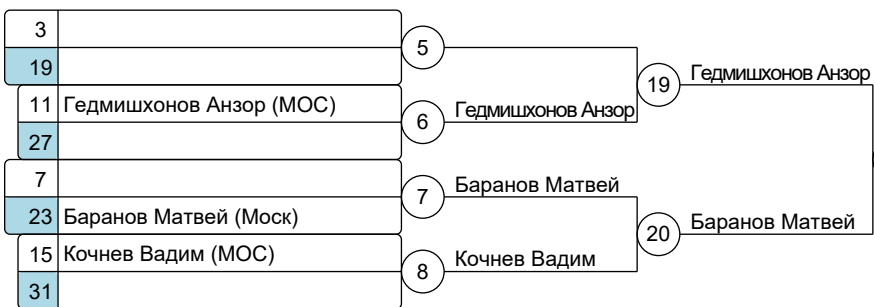 3
5
19
Гедмишхонов Анзор
19
11 Гедмишхонов Анзор (МОС)
6
Гедмишхонов Анзор
27
7
7
Баранов Матвей
23 Баранов Матвей (Моск)
20
Баранов Матвей
15 Кочнев Вадим (МОС)
8
Кочнев Вадим
31